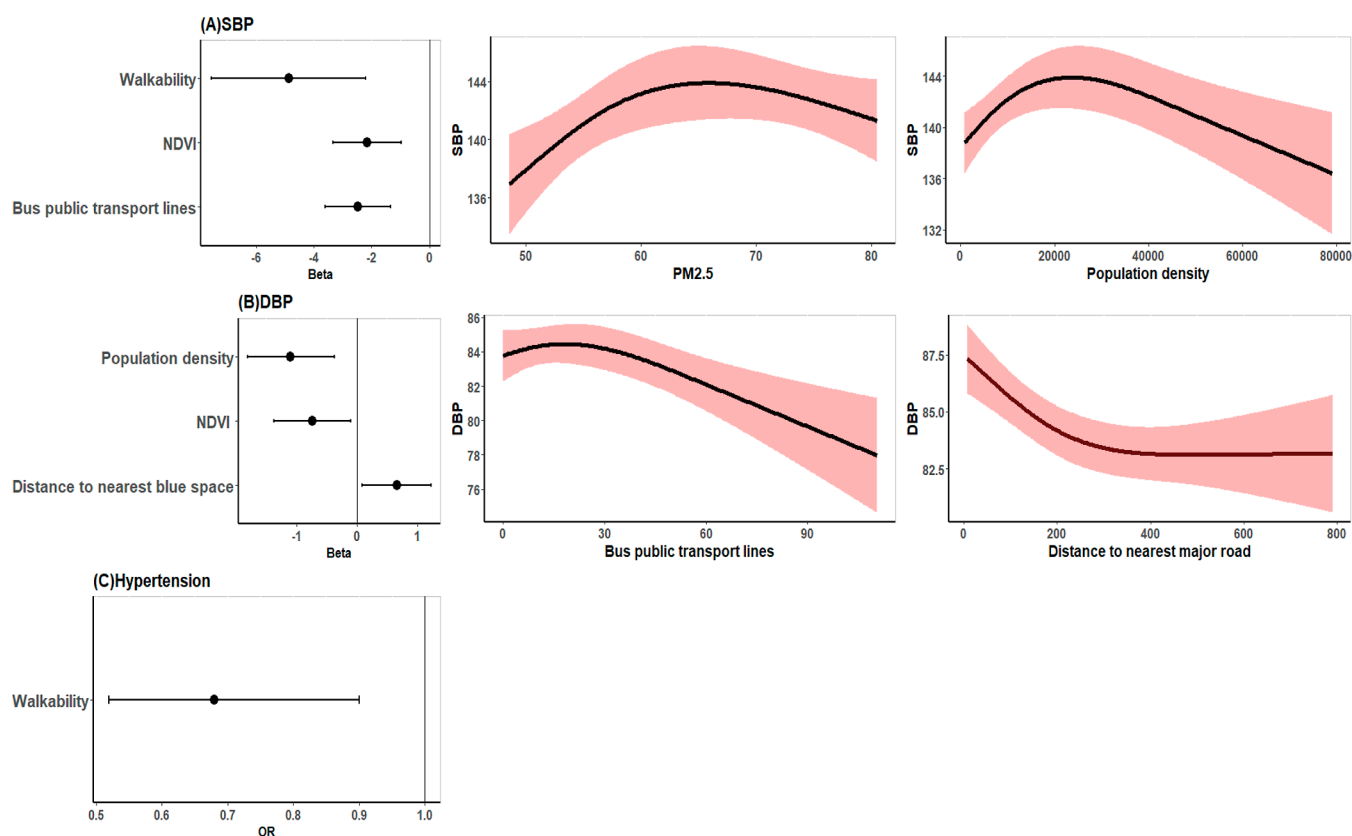 (A)SBP
Walkability
NDVI
Bus public transport lines
-6 -4 -2 0
Beta
SBP
144
140
136
50 60 70 80
PM2.5
SBP
144
140
136
132
0 20000 40000 60000 80000
Population density
(B)DBP
Population density
NDVI
Distance to nearest blue space
-1 0 1
Beta
DBP
86
84
82
80
78
76
0 30 60 90
Bus public transport lines
DBP
87.5
85.0
82.5
0 200 400 600 800
Distance to nearest major road
(C)Hypertension
Walkability
0.5 0.6 0.7 0.8 0.9 1.0
OR